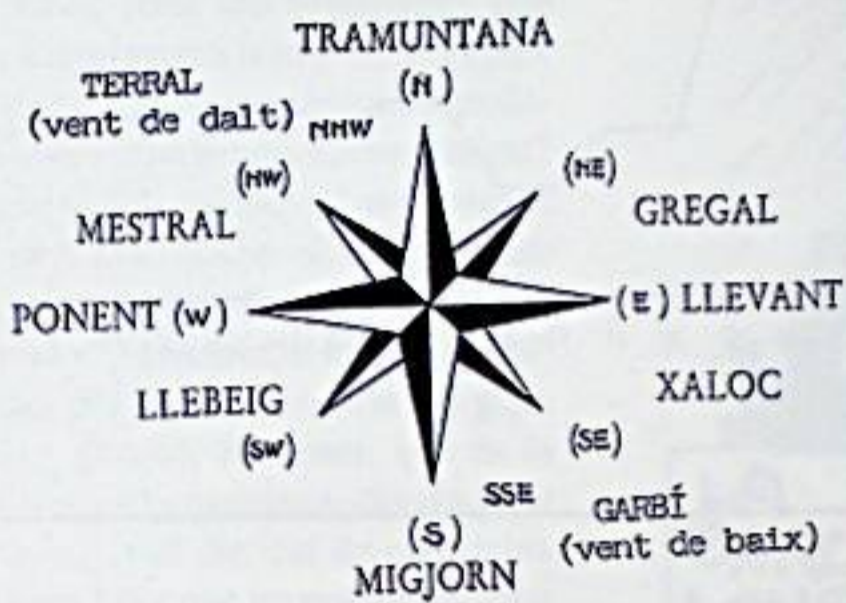 TRAMUNTANA
(N)
TERRAL
(vent de dalt) NNW
(NW)
(NE)
MESTRAL
GREGAL
PONENT (W)
(E) LLEVANT
LLEBEIG
XALOC
(SW)
(SE)
SSE
GARBÍ
(S)
(vent de baix)
MIGJORN